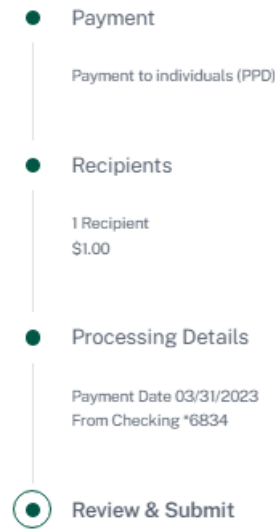 Payment
Payment to individuals (PPD)
Recipients
1 Recipient
$1.00
Processing Details
Payment Date 03/31/2023
From Checking *6834
Review & Submit